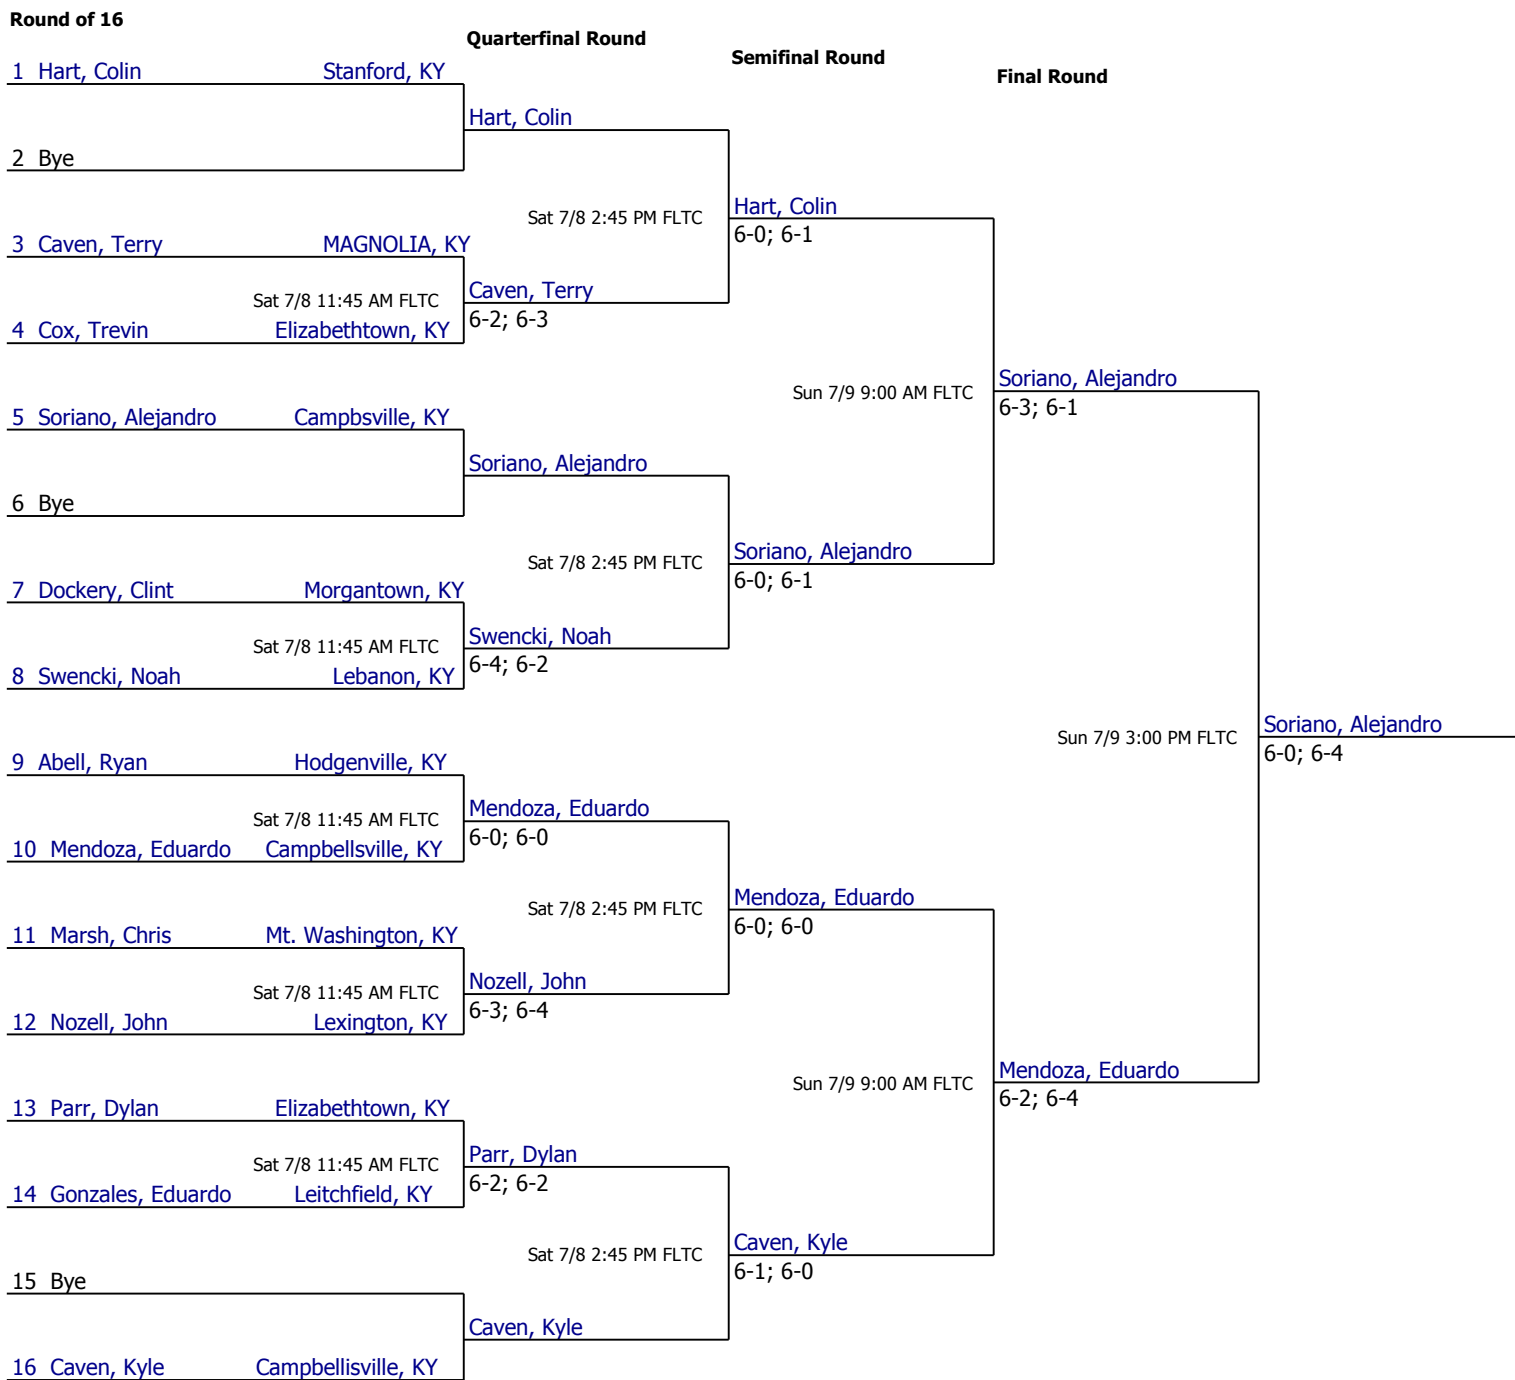 Round of 16
Quarterfinal Round
Semifinal Round
Final Round
1 Hart, Colin Stanford, KY
Hart, Colin
2 Bye
Sat 7/8 2:45 PM FLTC
Hart, Colin
6-0; 6-1
3 Caven, Terry MAGNOLIA, KY
Sat 7/8 11:45 AM FLTC
Caven, Terry
6-2; 6-3
4 Cox, Trevin Elizabethtown, KY
Sun 7/9 9:00 AM FLTC
Soriano, Alejandro
6-3; 6-1
5 Soriano, Alejandro Campbsville, KY
Soriano, Alejandro
6 Bye
Sat 7/8 2:45 PM FLTC
Soriano, Alejandro
6-0; 6-1
7 Dockery, Clint Morgantown, KY
Sat 7/8 11:45 AM FLTC
Swencki, Noah
6-4; 6-2
8 Swencki, Noah Lebanon, KY
Sun 7/9 3:00 PM FLTC
Soriano, Alejandro
6-0; 6-4
9 Abell, Ryan Hodgenville, KY
Sat 7/8 11:45 AM FLTC
Mendoza, Eduardo
6-0; 6-0
10 Mendoza, Eduardo Campbellsville, KY
Sat 7/8 2:45 PM FLTC
Mendoza, Eduardo
6-0; 6-0
11 Marsh, Chris Mt. Washington, KY
Sat 7/8 11:45 AM FLTC
Nozell, John
6-3; 6-4
12 Nozell, John Lexington, KY
Sun 7/9 9:00 AM FLTC
Mendoza, Eduardo
6-2; 6-4
13 Parr, Dylan Elizabethtown, KY
Sat 7/8 11:45 AM FLTC
Parr, Dylan
6-2; 6-2
14 Gonzales, Eduardo Leitchfield, KY
Sat 7/8 2:45 PM FLTC
Caven, Kyle
6-1; 6-0
15 Bye
Caven, Kyle
16 Caven, Kyle Campbellisville, KY